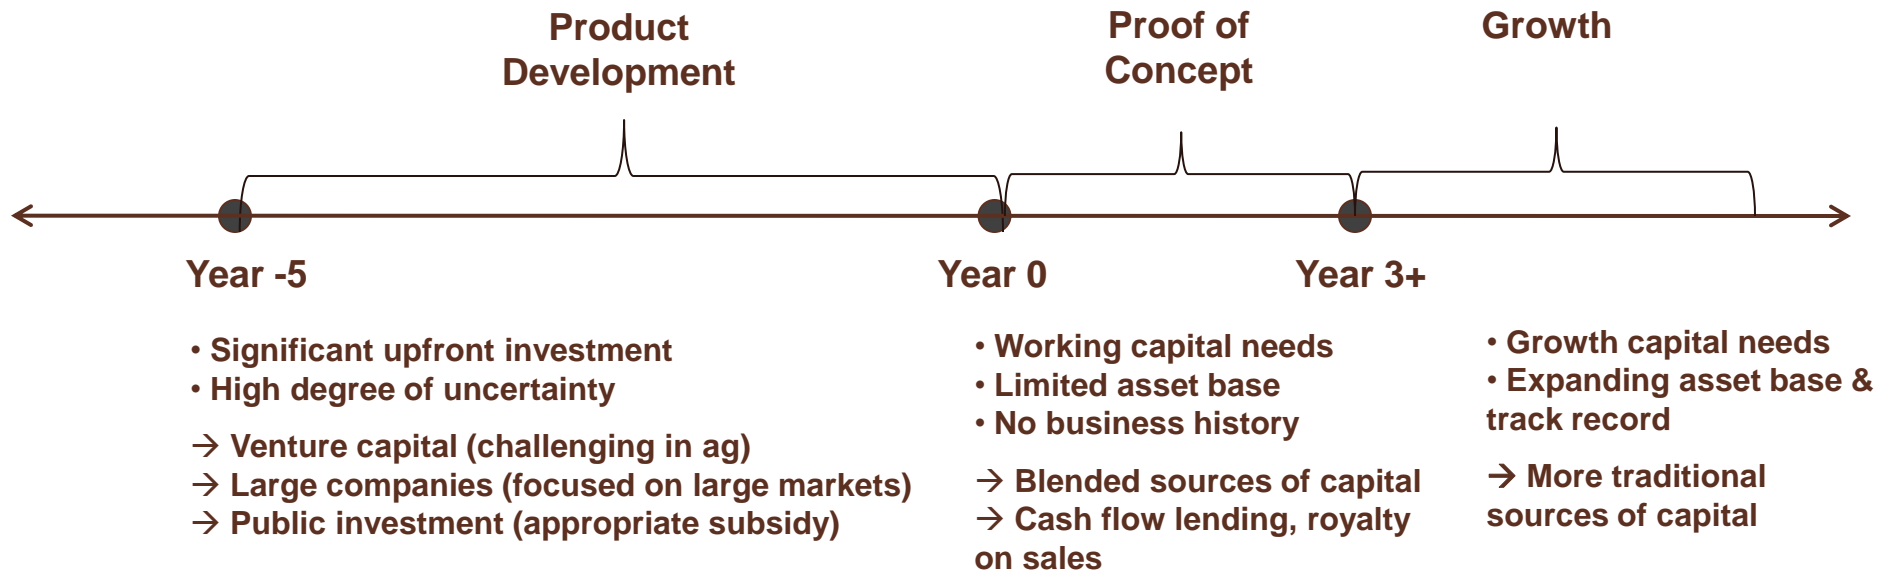 Product
Development
Proof of
Concept
Growth
Year -5
Year 0
Year 3+
• Significant upfront investment
• High degree of uncertainty
→ Venture capital (challenging in ag)
→ Large companies (focused on large markets)
→ Public investment (appropriate subsidy)
• Working capital needs
• Limited asset base
• No business history
→ Blended sources of capital
→ Cash flow lending, royalty
on sales
• Growth capital needs
• Expanding asset base &
track record
→ More traditional
sources of capital